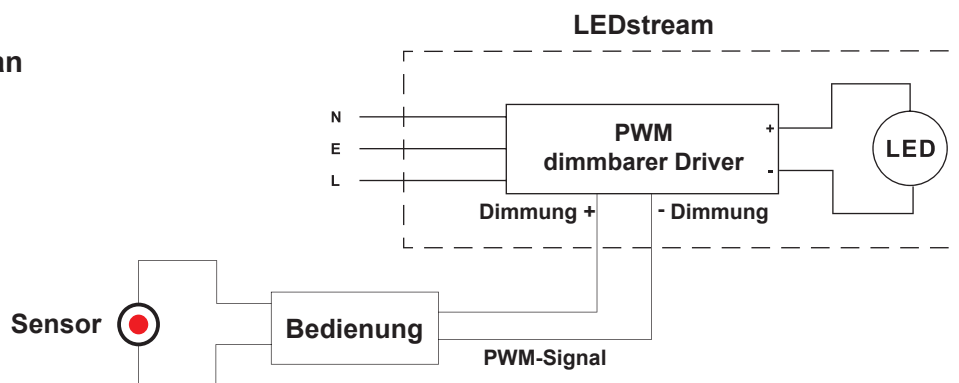 LEDstream
an
N
E
L
PWM
dimmbarer Driver
+
-
LED
Dimmung +
- Dimmung
Sensor
Bedienung
PWM-Signal